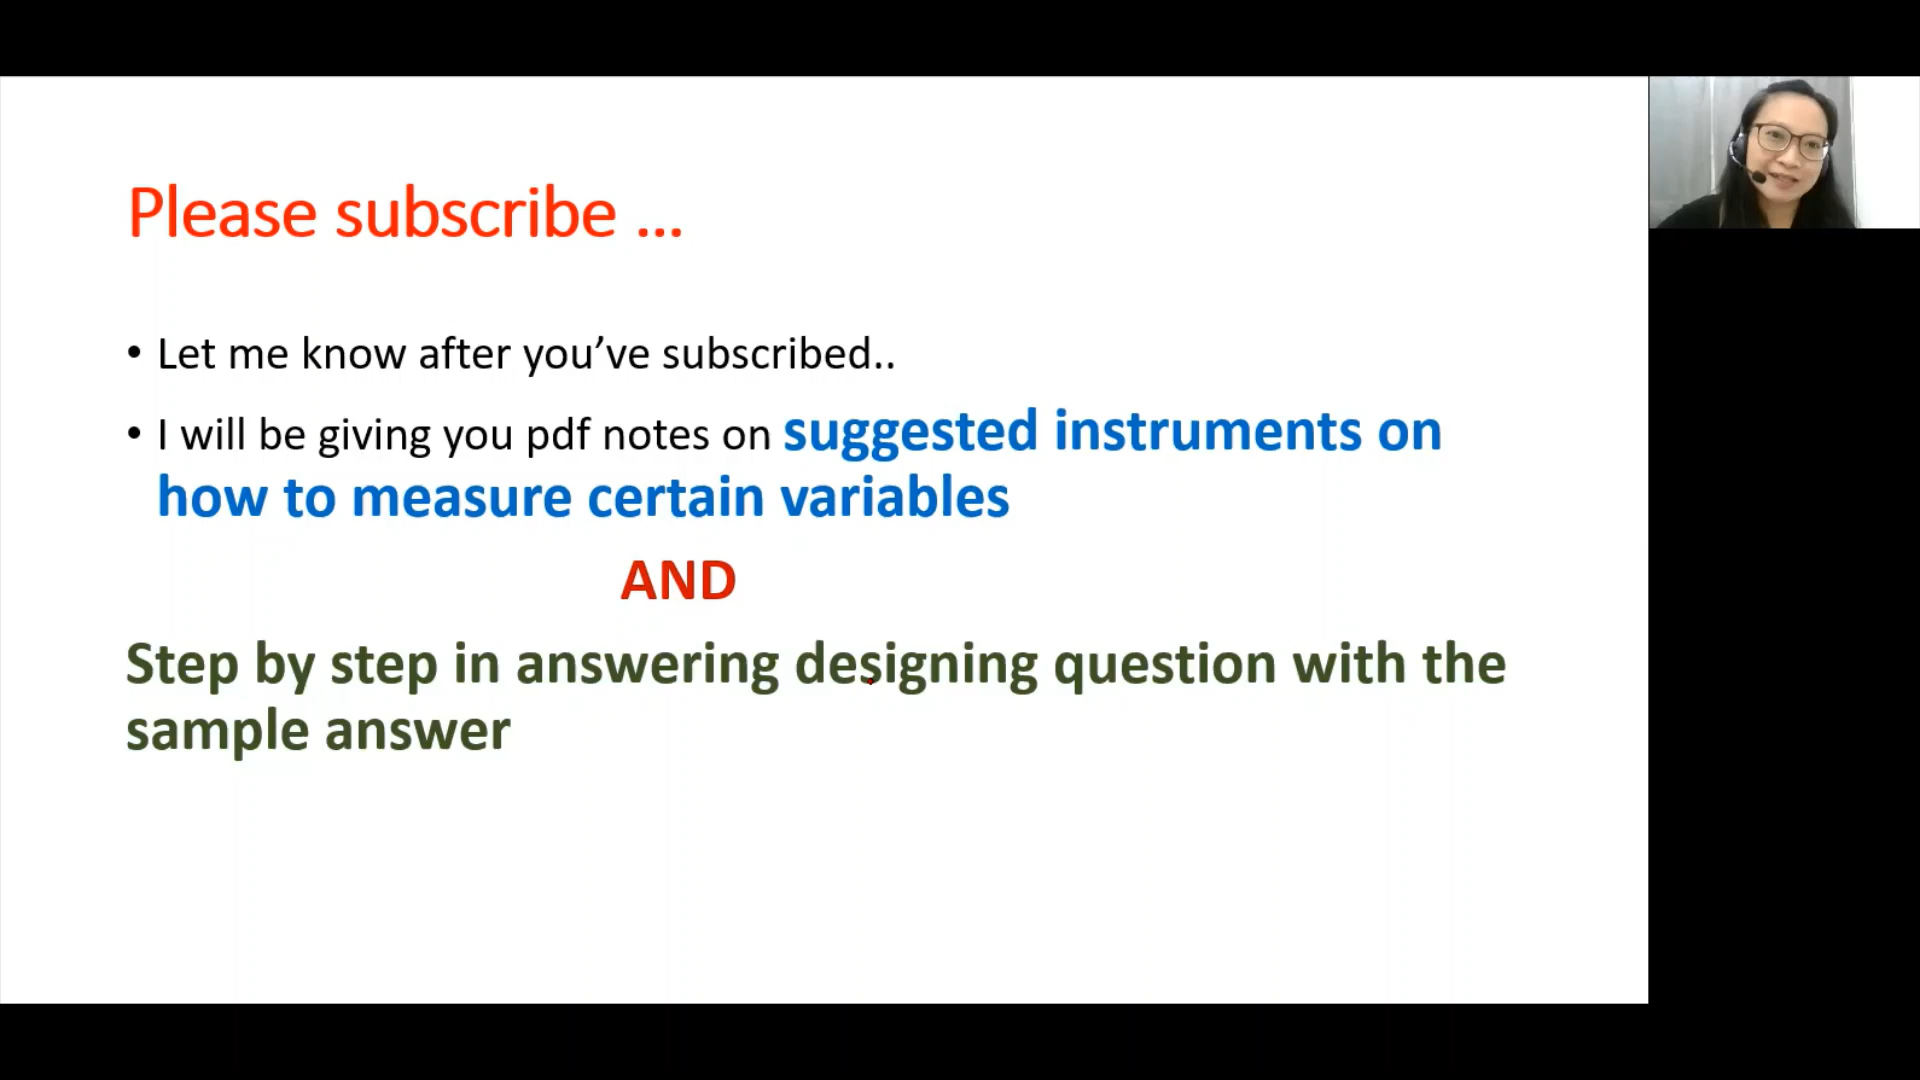 Please subscribe ...
• Let me know after you’ve subscribed..
• I will be giving you pdf notes on suggested instruments on
how to measure certain variables
AND
Step by step in answering designing question with the
sample answer